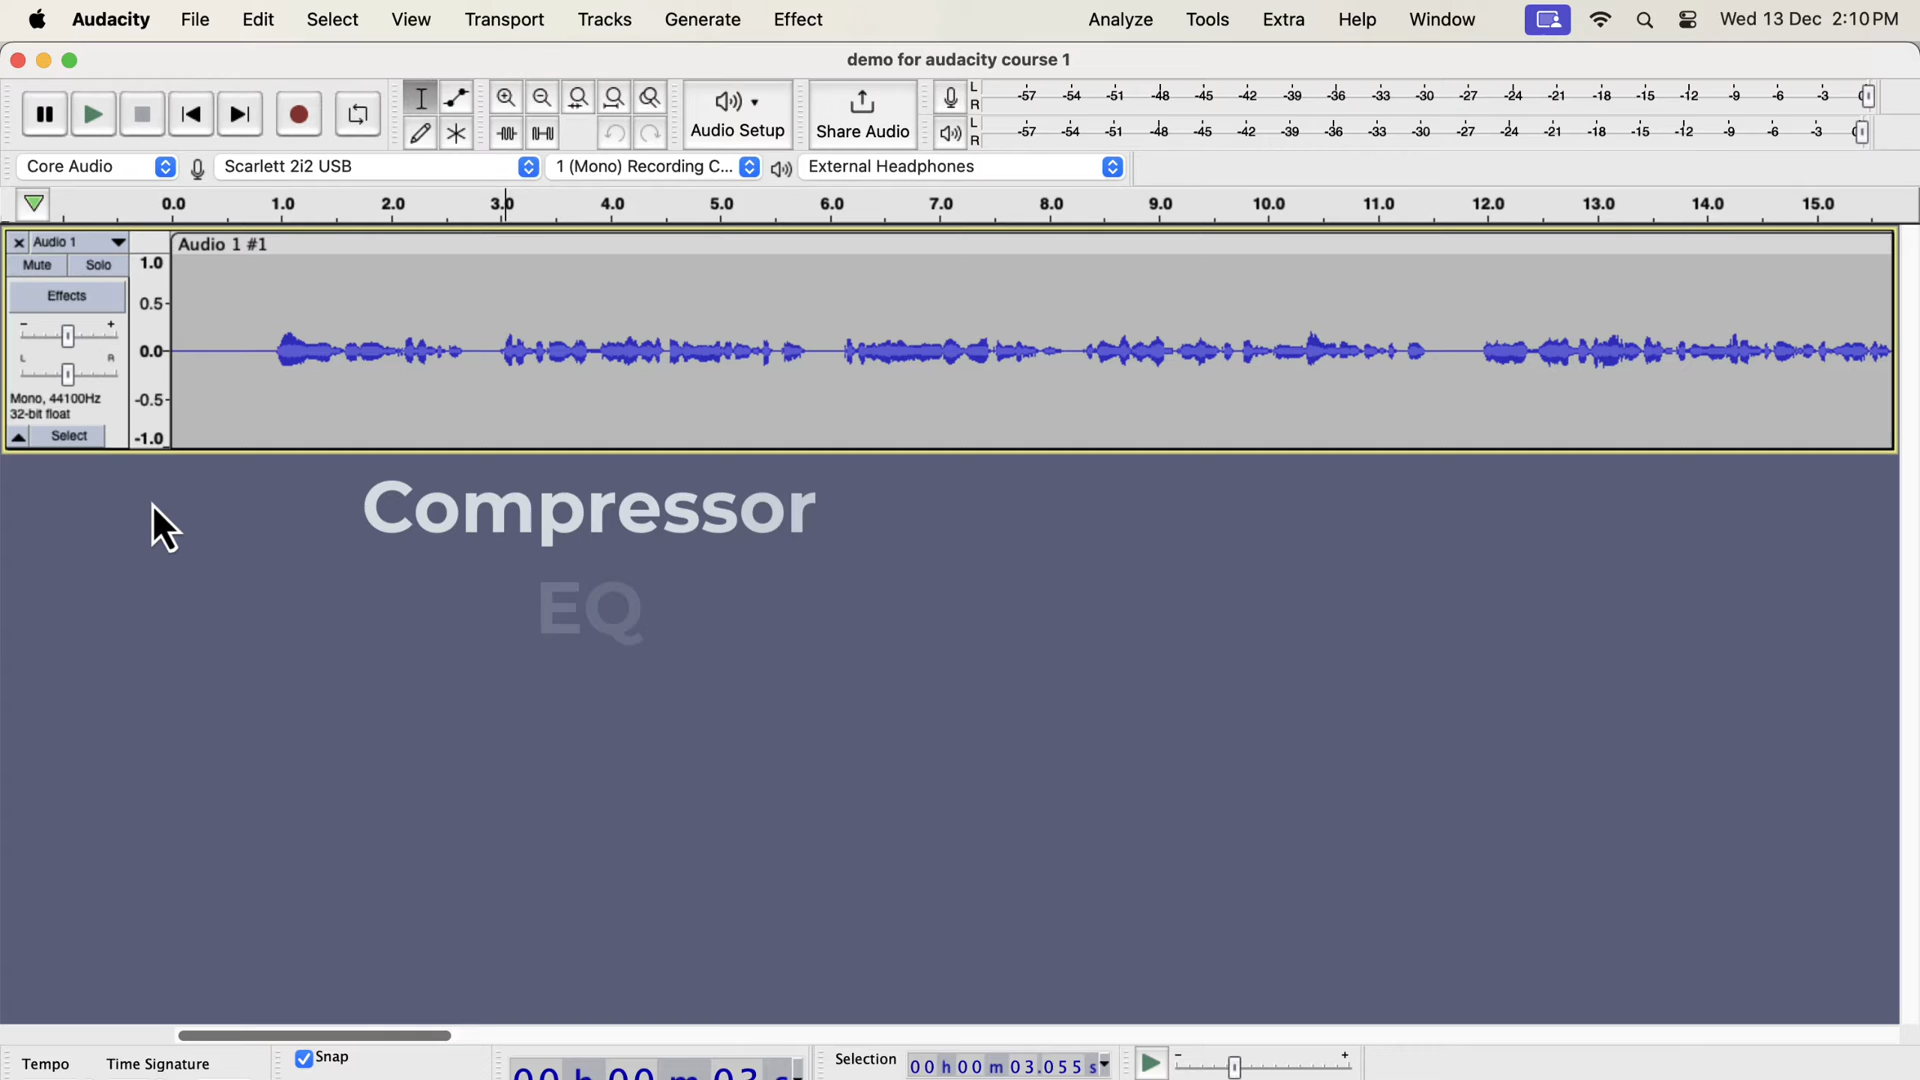 Audacity File Edit Select View Transport Tracks Generate Effect Analyze Tools Extra Help Window Wed 13 Dec 2:10 PM
demo for audacity course 1
Audio Setup Share Audio
L R -57 -54 -51 -48 -45 -42 -39 -36 -33 -30 -27 -24 -21 -18 -15 -12 -9 -6 -3
L R -57 -54 -51 -48 -45 -42 -39 -36 -33 -30 -27 -24 -21 -18 -15 -12 -9 -6 -3
Core Audio Scarlett 2i2 USB 1 (Mono) Recording C... External Headphones
0.0 1.0 2.0 3.0 4.0 5.0 6.0 7.0 8.0 9.0 10.0 11.0 12.0 13.0 14.0 15.0
Audio 1 Audio 1 #1
Mute Solo 1.0
Effects 0.5
- +
L R 0.0
Mono, 44100Hz -0.5
32-bit float
Select -1.0
Compressor
EQ
Tempo Time Signature Snap Selection 00 h 00 m 03.055 s - +
00 h 00 m 03 s